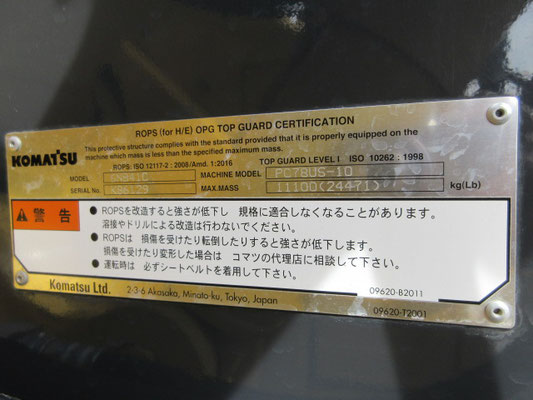 ROPS (for H/E) OPG TOP GUARD CERTIFICATION
KOMATSU
This protective structure complies with the standard provided that it is properly equipped on the
machine which mass is less than the specified maximum mass.
ROPS: ISO 12117-2 : 2008/Amd. 1:2016 TOP GUARD LEVEL I ISO 10262 : 1998
MODEL MACHINE MODEL PC78US-10
SERIAL NO. MAX.MASS 11100(24471) kg(Lb)
警告
● ROPSを改造すると強さが低下し 規格に適合しなくなることがあります。
溶接やドリルによる改造は行わないでください。
● ROPSは 損傷を受けたり転倒したりすると強さが低下します。
損傷を受けたり変形した場合は コマツの代理店に相談して下さい。
● 運転時は 必ずシートベルトを着用して下さい。
09620-B2011
Komatsu Ltd. 2-3-6 Akasaka, Minato-ku, Tokyo, Japan
09620-T2001